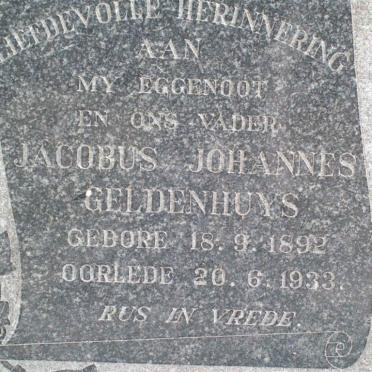 LIEFDEVOLLE HERINNERING
AAN
MY EGGENOOT
EN ONS VADER
JACOBUS JOHANNES
GELDENHUYS
GEBORE 18.9.1892
OORLEDE 20.6.1933.
RUS IN VREDE.